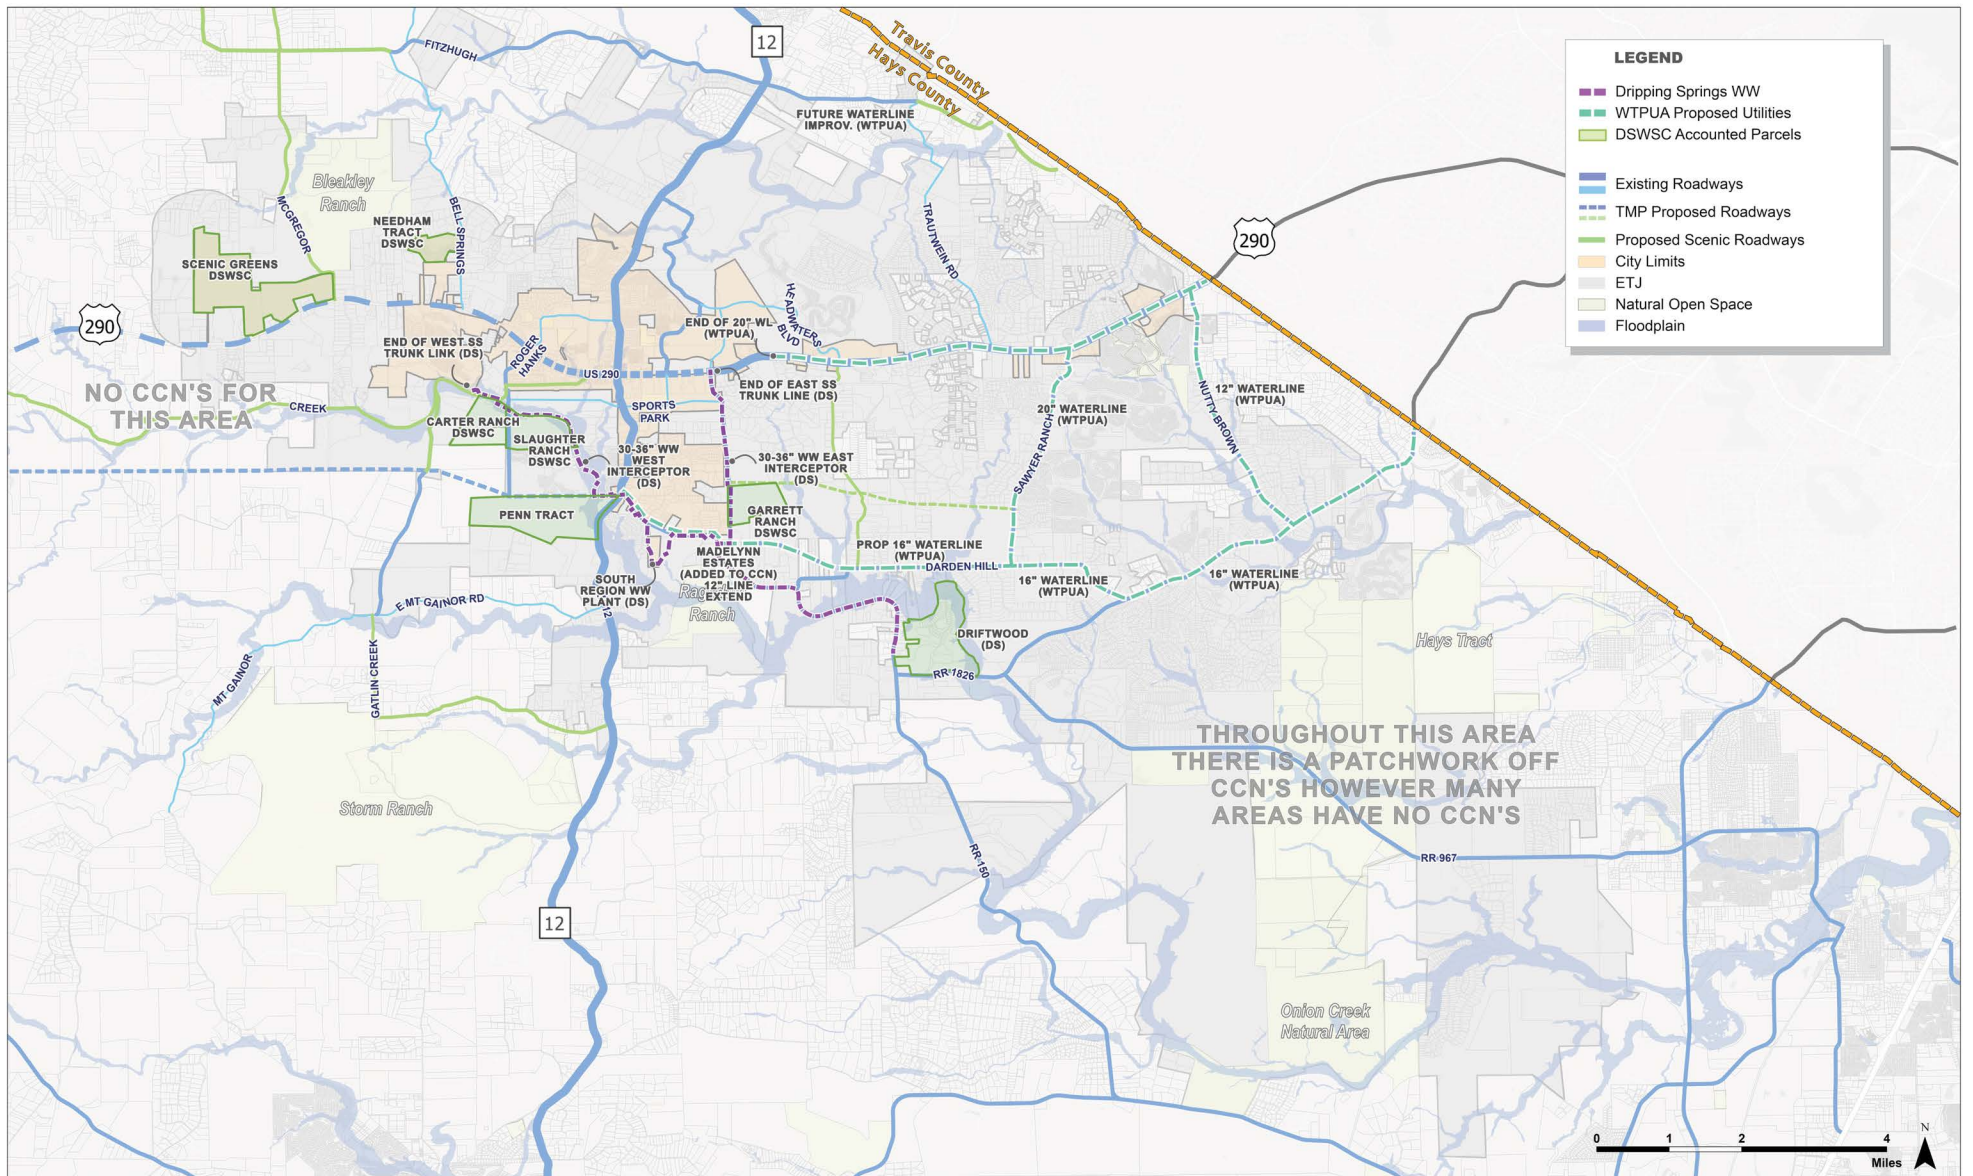 12
Travis County
Hays County
FITZHUGH
FUTURE WATERLINE
IMPROV. (WTPUA)
LEGEND
Dripping Springs WW
WTPUA Proposed Utilities
DSWSC Accounted Parcels
Existing Roadways
TMP Proposed Roadways
Proposed Scenic Roadways
City Limits
ETJ
Natural Open Space
Floodplain
Bleakley
Ranch
MCGREGOR
NEEDHAM
TRACT
DSWSC
BELL SPRINGS
TRAUTWEIN RD
290
SCENIC GREENS
DSWSC
290
END OF WEST SS
TRUNK LINK (DS)
ROGER
HANKS
END OF 20" WL
(WTPUA)
HEADWATERS
BLVD
US 290
END OF EAST SS
TRUNK LINE (DS)
NO CCN'S FOR
THIS AREA
CREEK
CARTER RANCH
DSWSC
SLAUGHTER
RANCH
DSWSC
SPORTS
PARK
30-36" WW
WEST
INTERCEPTOR
(DS)
30-36" WW EAST
INTERCEPTOR
(DS)
20" WATERLINE
(WTPUA)
SAWYER RANCH
NUTTY BROWN
12" WATERLINE
(WTPUA)
PENN TRACT
GARRETT
RANCH
DSWSC
MADELYNN
ESTATES
(ADDED TO CCN)
12" LINE
EXTEND
PROP 16" WATERLINE
(WTPUA)
DARDEN HILL
16" WATERLINE
(WTPUA)
16" WATERLINE
(WTPUA)
SOUTH
REGION WW
PLANT (DS)
Ranch
12
E MT GAINOR RD
DRIFTWOOD
(DS)
Hays Tract
MT GAINOR
GATLIN CREEK
RR 1826
THROUGHOUT THIS AREA
THERE IS A PATCHWORK OFF
CCN'S HOWEVER MANY
AREAS HAVE NO CCN'S
Storm Ranch
RR 150
RR 967
12
Onion Creek
Natural Area
0 1 2 4
Miles
N